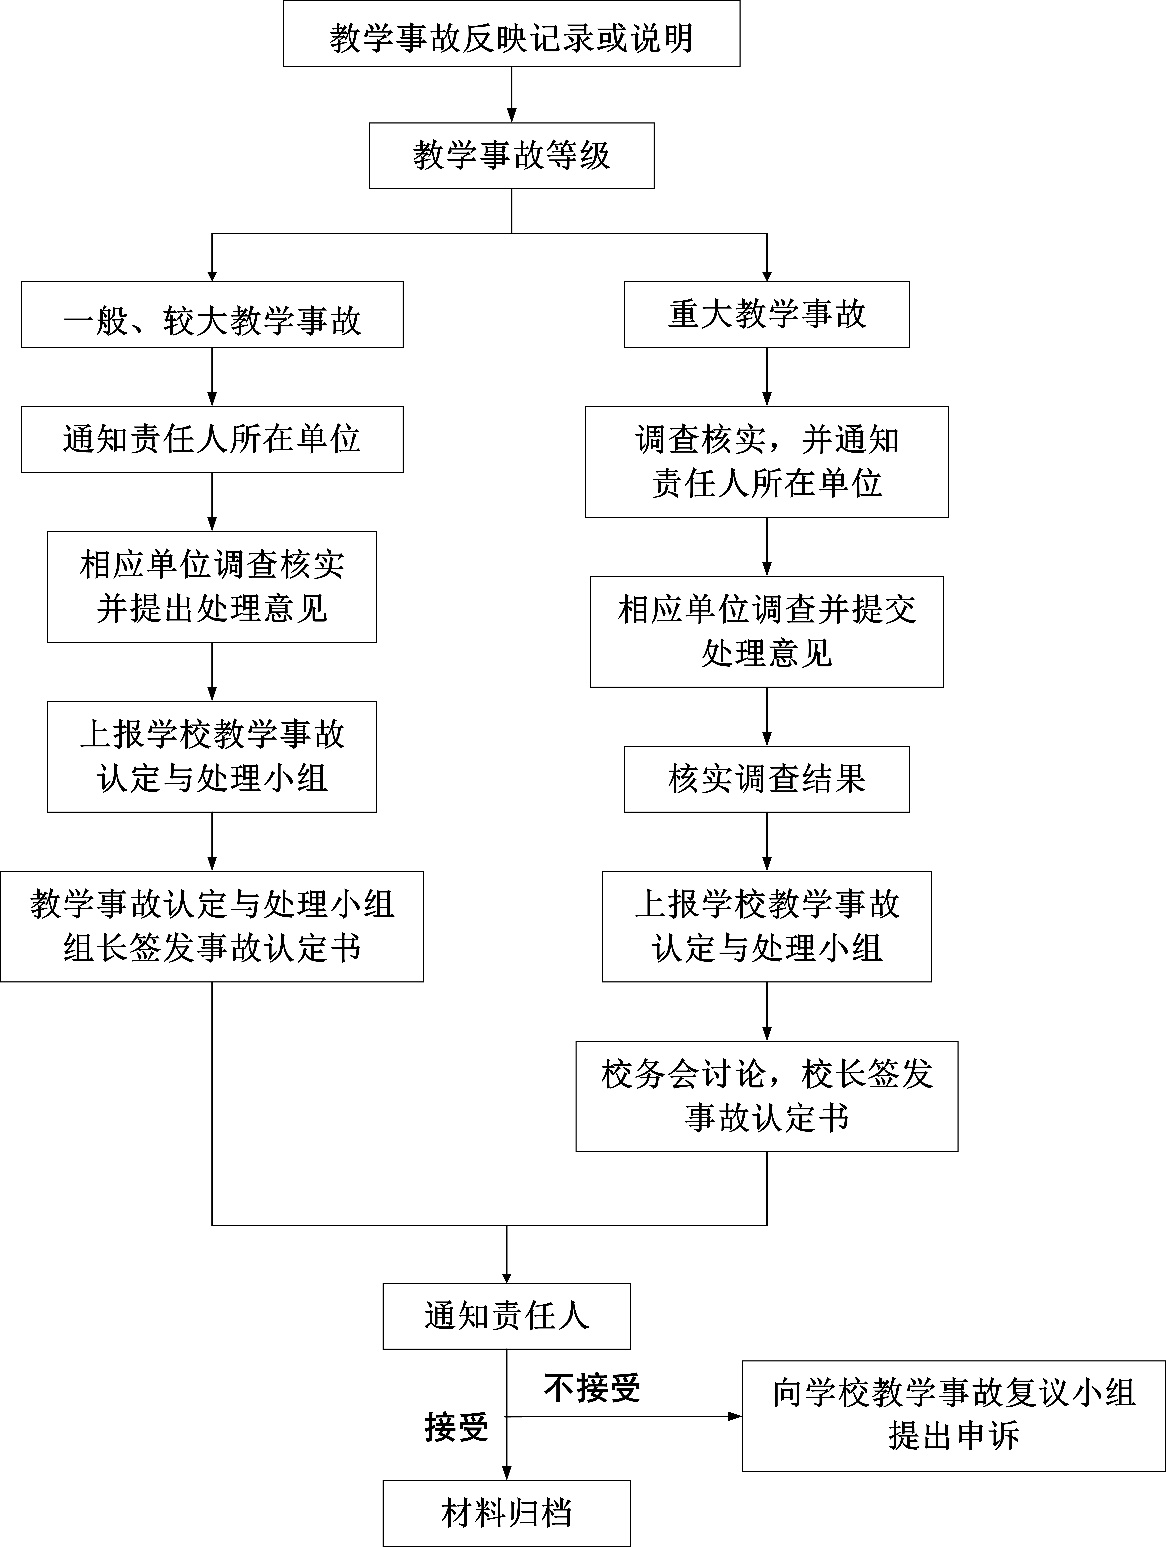 教学事故反映记录或说明
教学事故等级
一般、较大教学事故
重大教学事故
通知责任人所在单位
调查核实，并通知
责任人所在单位
相应单位调查核实
并提出处理意见
相应单位调查并提交
处理意见
上报学校教学事故
认定与处理小组
核实调查结果
教学事故认定与处理小组
组长签发事故认定书
上报学校教学事故
认定与处理小组
校务会讨论，校长签发
事故认定书
通知责任人
不接受
接受
向学校教学事故复议小组
提出申诉
材料归档